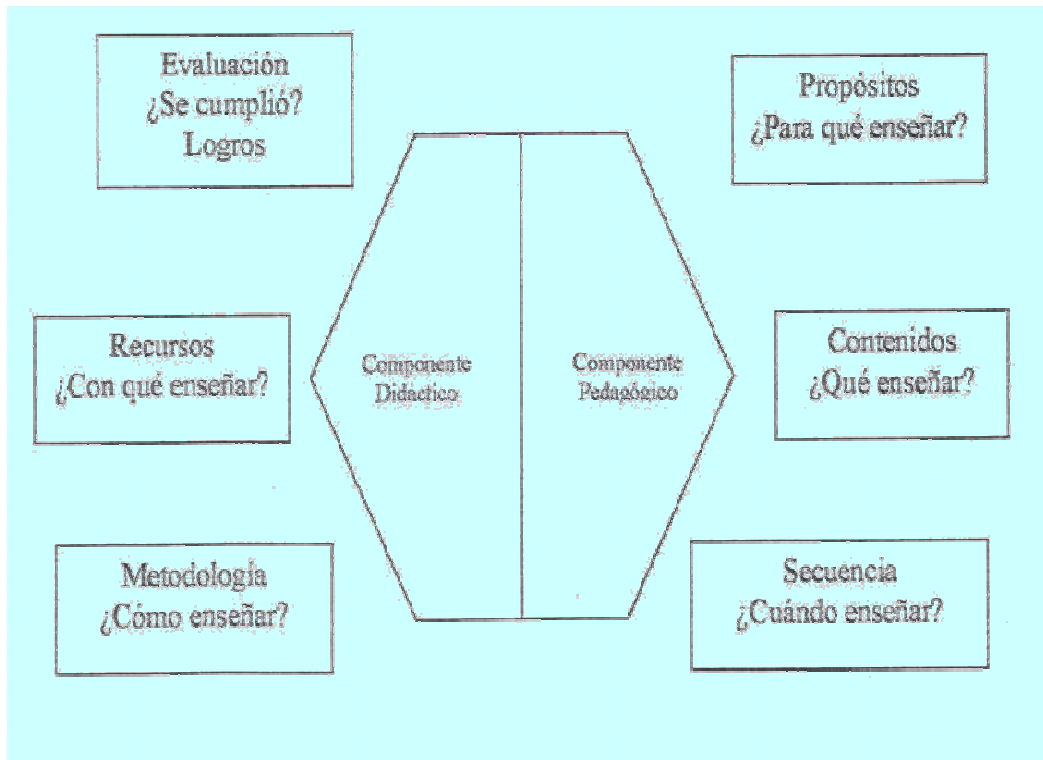 Evaluación
¿Se cumplió?
Logros
Propósitos
¿Para qué enseñar?
Recursos
¿Con qué enseñar?
Componente
Didactico
Componente
Pedagógico
Contenidos
¿Qué enseñar?
Metodología
¿Cómo enseñar?
Secuencia
¿Cuándo enseñar?